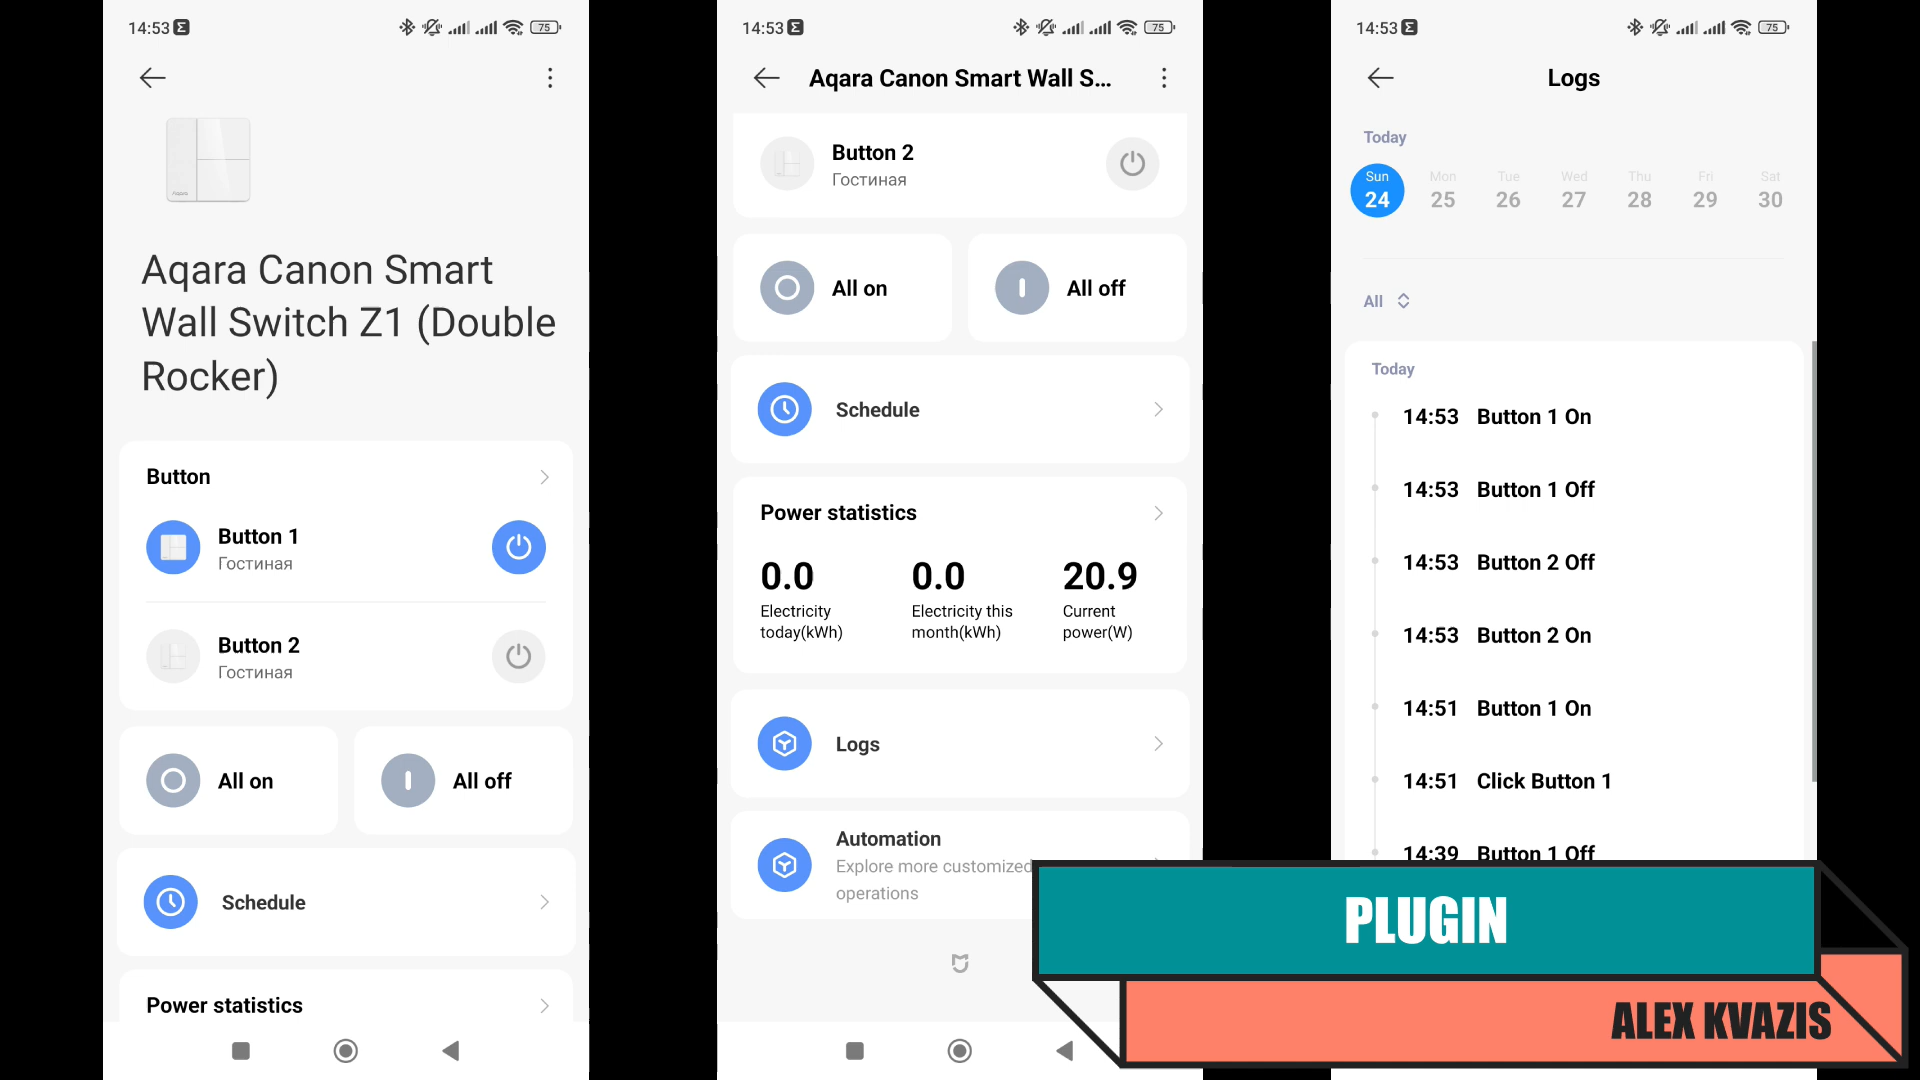 14:53
75
Aqara Canon Smart
Wall Switch Z1 (Double
Rocker)
Button
Button 1
Гостиная
Button 2
Гостиная
All on
All off
Schedule
Power statistics
14:53
75
Aqara Canon Smart Wall S...
Button 2
Гостиная
All on
All off
Schedule
Power statistics
0.0
Electricity
today(kWh)
0.0
Electricity this
month(kWh)
20.9
Current
power(W)
Logs
Automation
Explore more customized
operations
14:53
75
Logs
Today
Sun Mon Tue Wed Thu Fri Sat
24 25 26 27 28 29 30
All
Today
14:53 Button 1 On
14:53 Button 1 Off
14:53 Button 2 Off
14:53 Button 2 On
14:51 Button 1 On
14:51 Click Button 1
14:39 Button 1 Off
PLUGIN
ALEX KVAZIS